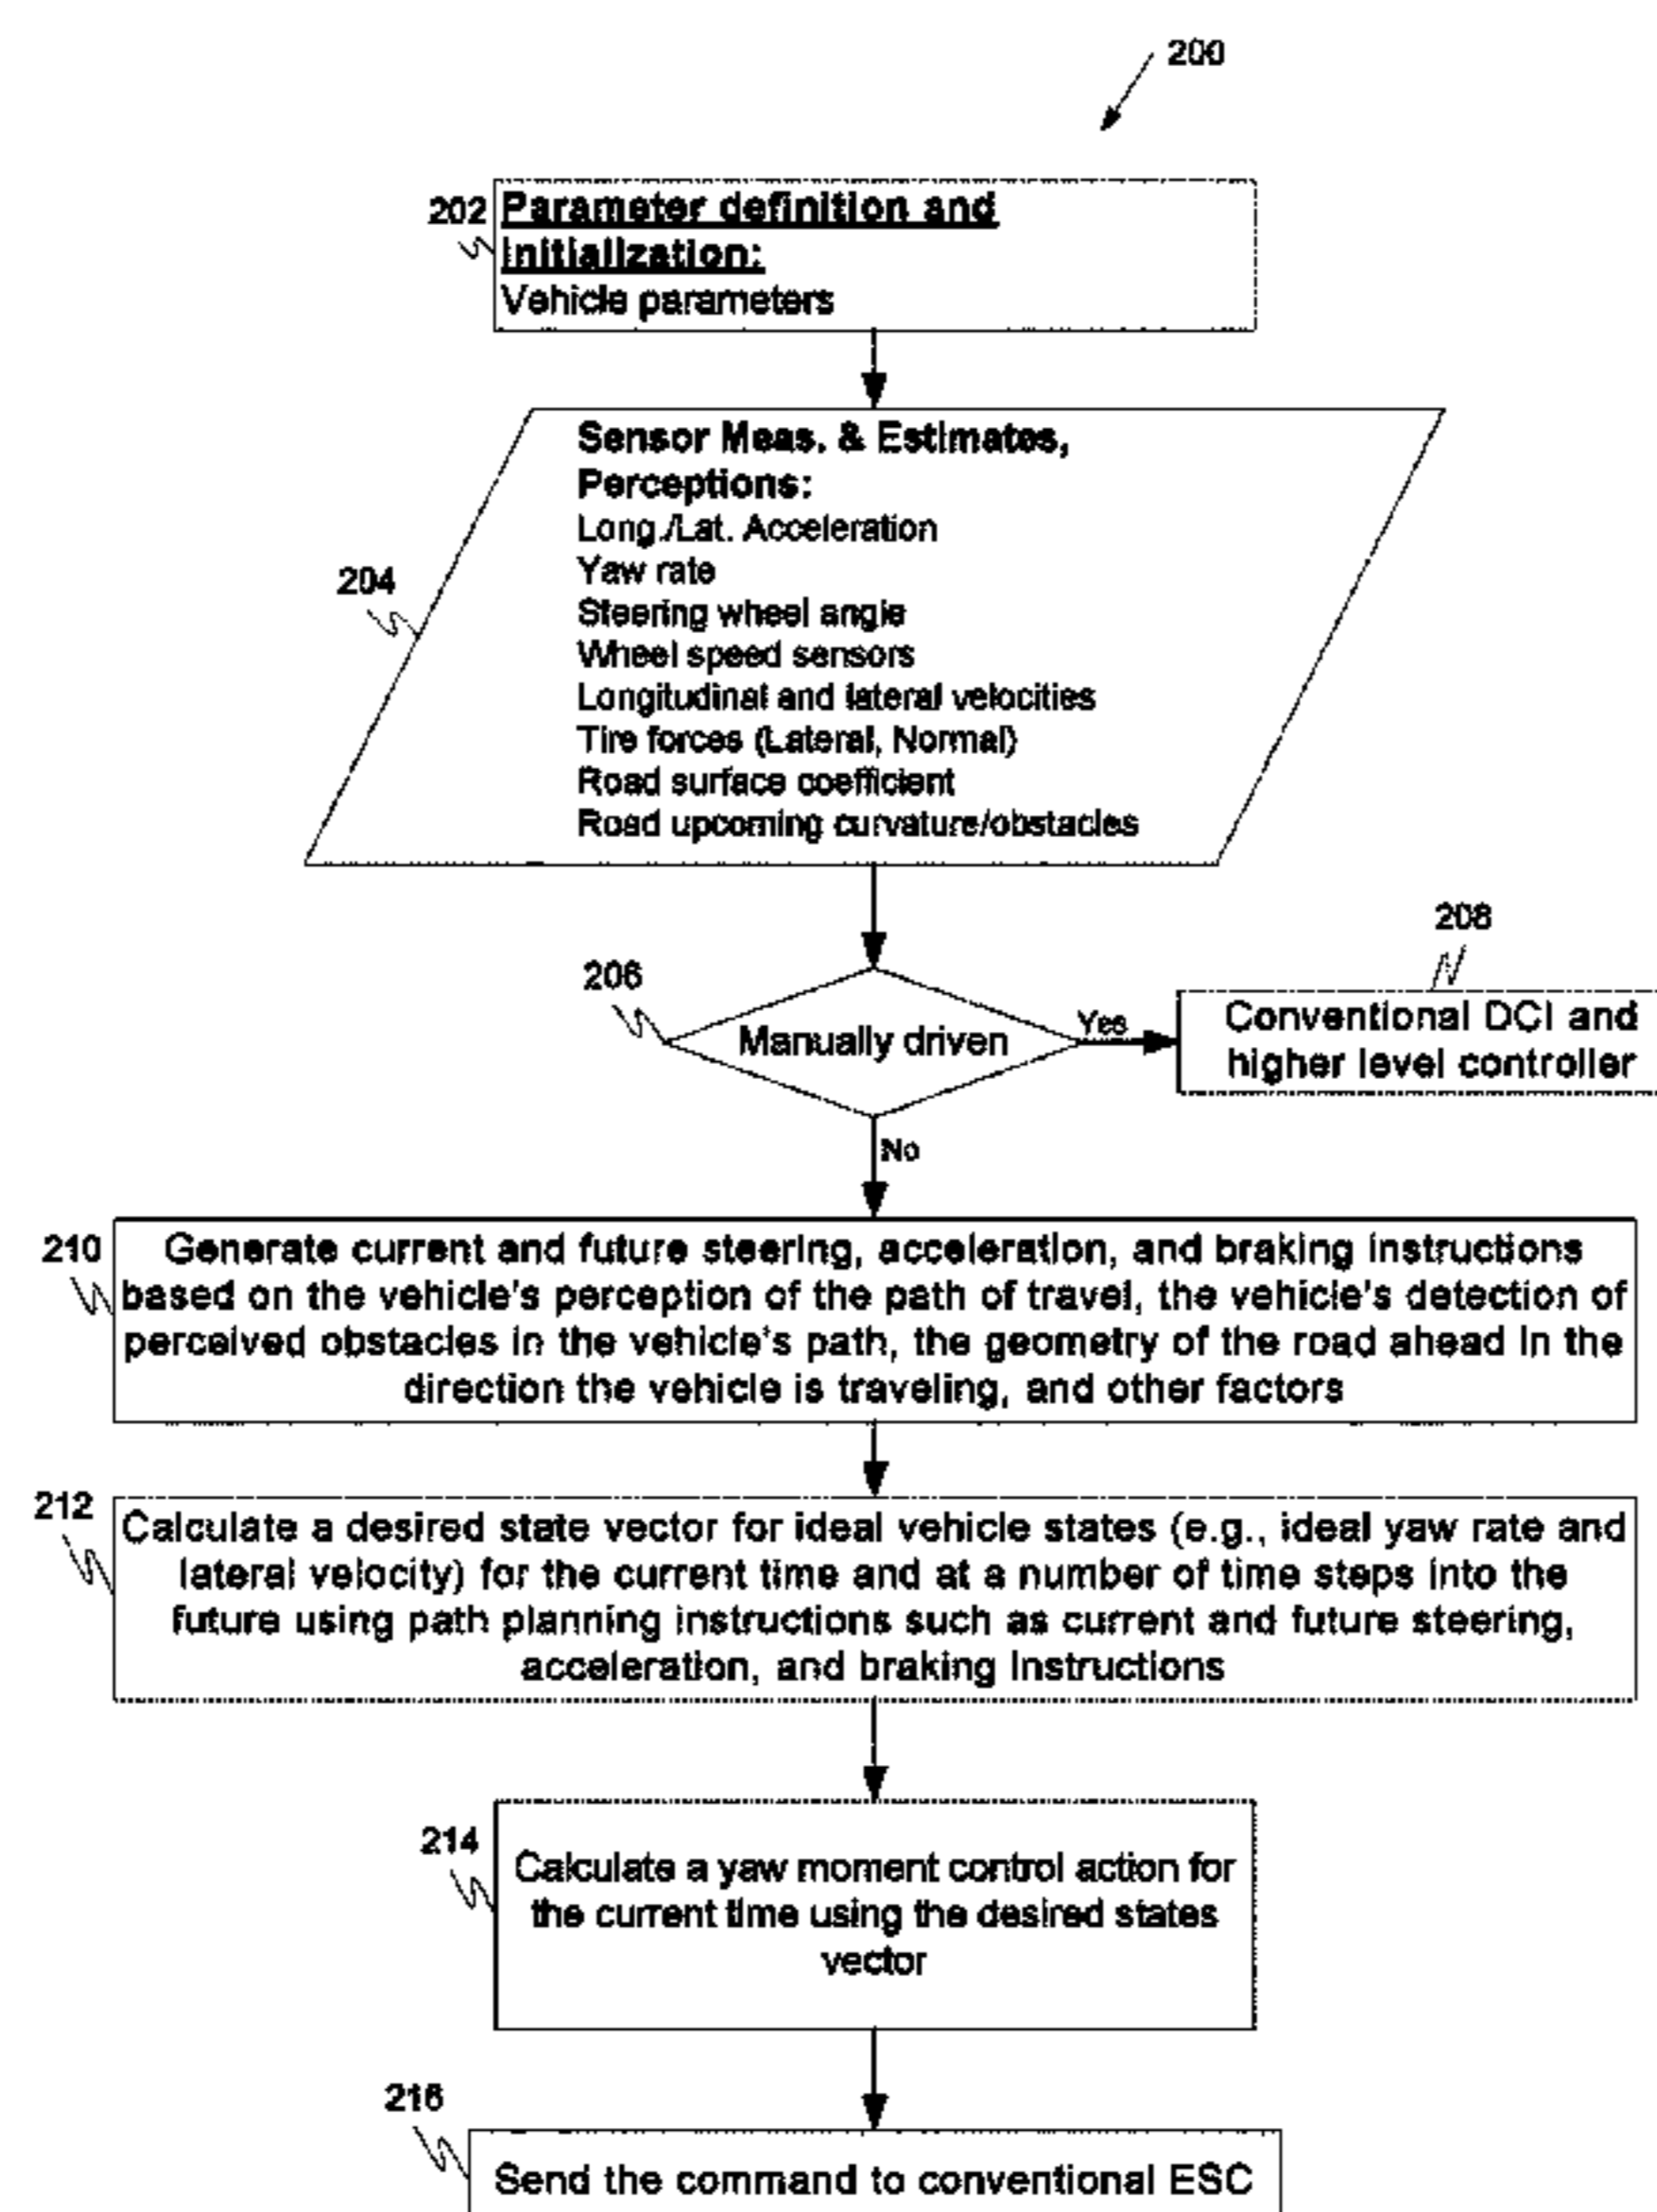 200
202
Parameter definition and
Initialization:
Vehicle parameters
204
Sensor Meas. & Estimates,
Perceptions:
Long./Lat. Acceleration
Yaw rate
Steering wheel angle
Wheel speed sensors
Longitudinal and lateral velocities
Tire forces (Lateral, Normal)
Road surface coefficient
Road upcoming curvature/obstacles
206
Manually driven
Yes
208
Conventional DCI and
higher level controller
No
210
Generate current and future steering, acceleration, and braking instructions
based on the vehicle's perception of the path of travel, the vehicle's detection of
perceived obstacles in the vehicle's path, the geometry of the road ahead in the
direction the vehicle is traveling, and other factors
212
Calculate a desired state vector for ideal vehicle states (e.g., ideal yaw rate and
lateral velocity) for the current time and at a number of time steps into the
future using path planning instructions such as current and future steering,
acceleration, and braking instructions
214
Calculate a yaw moment control action for
the current time using the desired states
vector
216
Send the command to conventional ESC